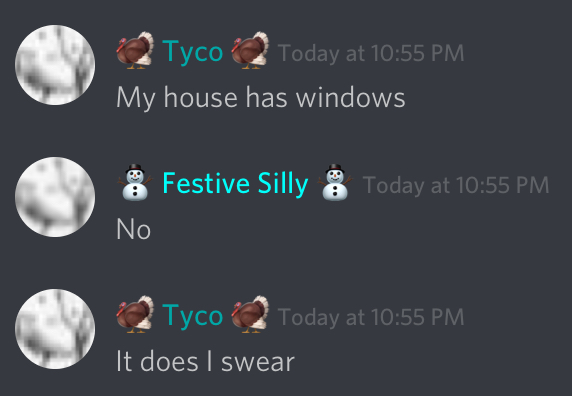 🦃 Tyco 🦃 Today at 10:55 PM
My house has windows
⛄ Festive Silly ⛄ Today at 10:55 PM
No
🦃 Tyco 🦃 Today at 10:55 PM
It does I swear